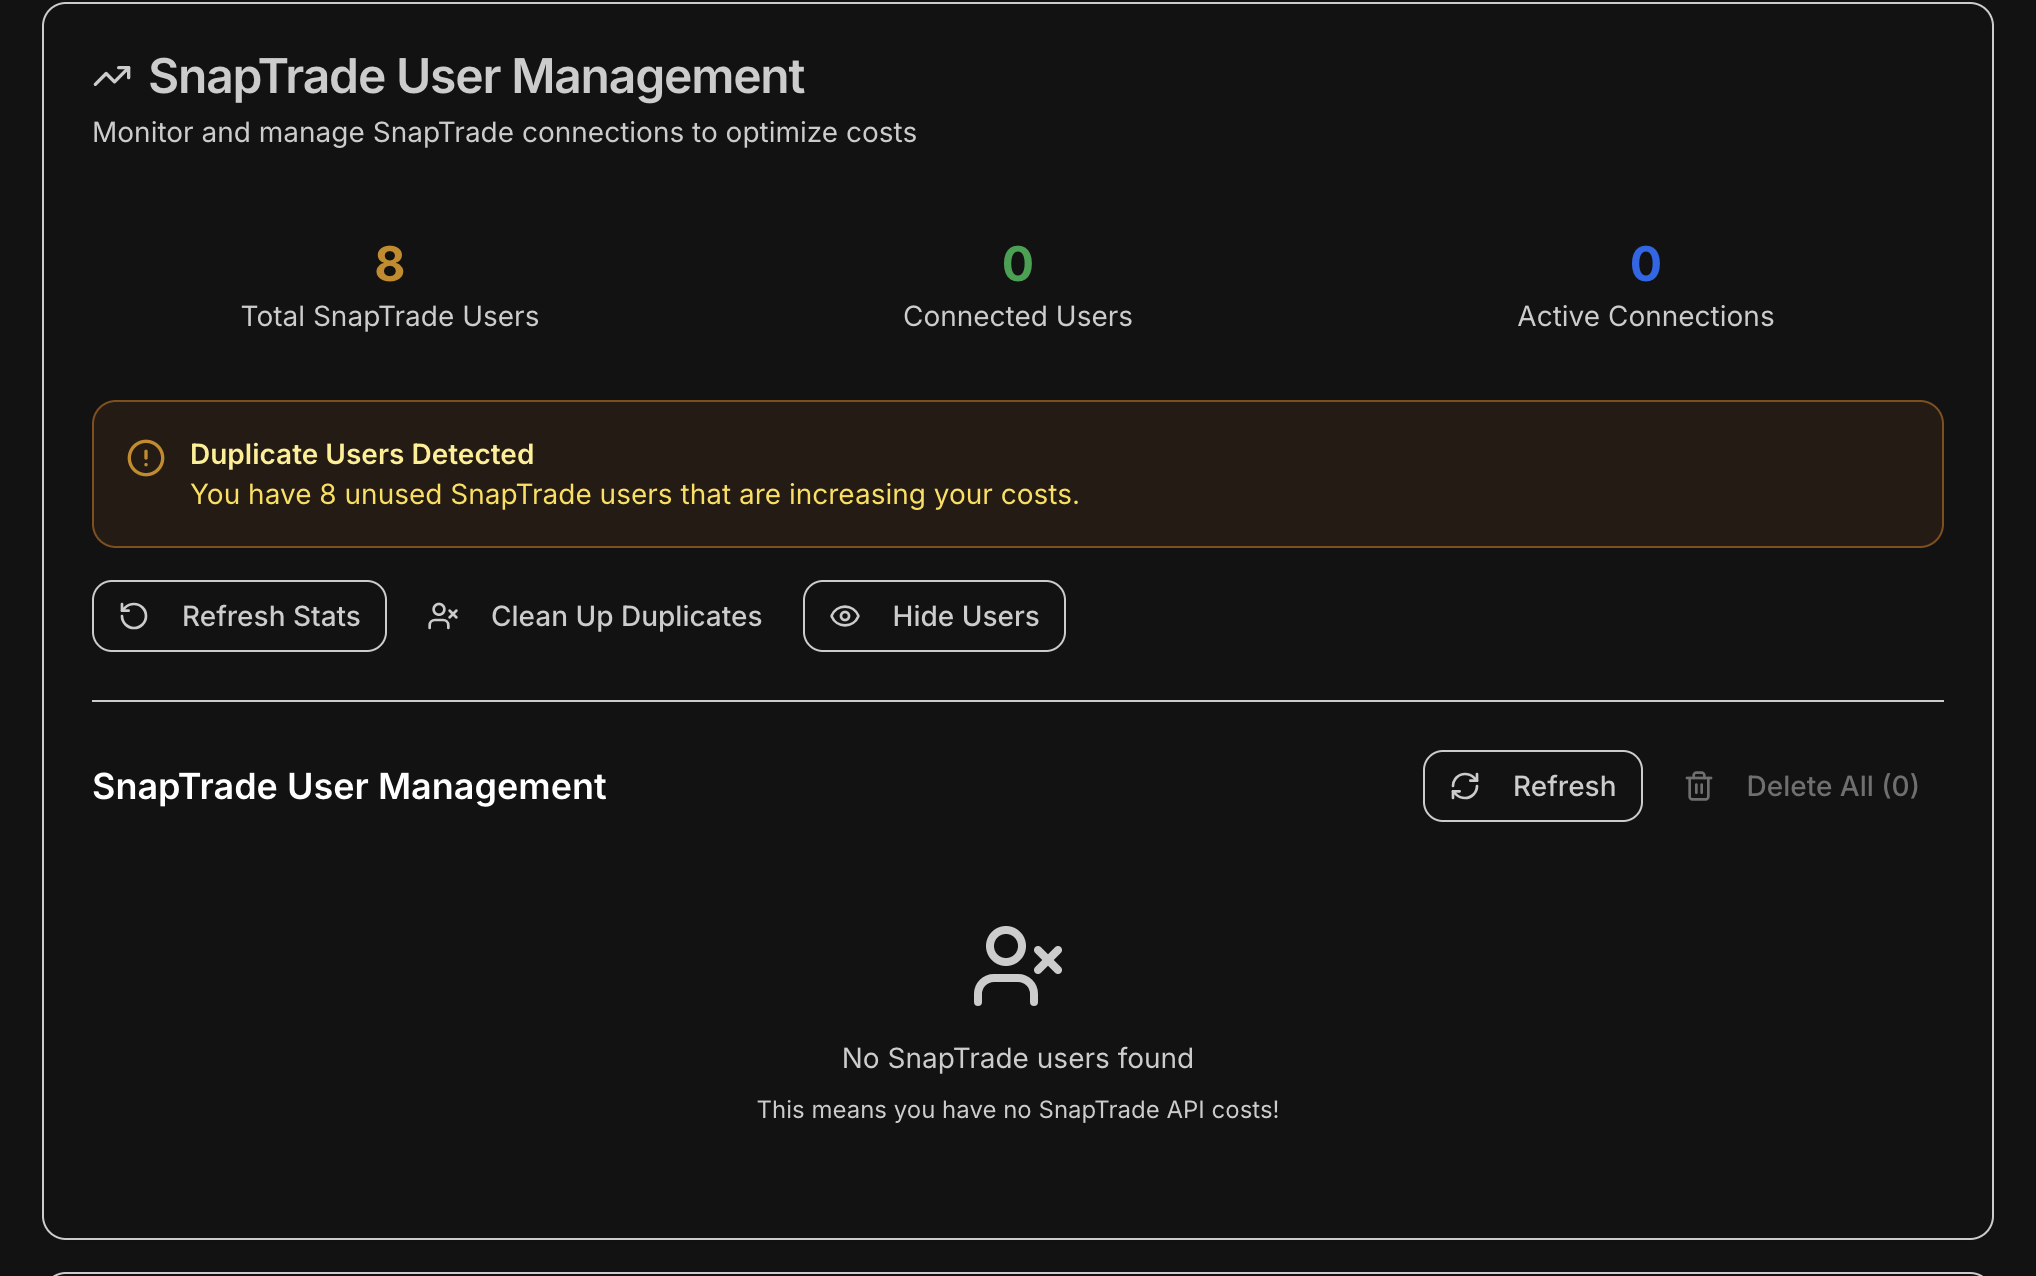 SnapTrade User Management
Monitor and manage SnapTrade connections to optimize costs
8
Total SnapTrade Users
0
Connected Users
0
Active Connections
Duplicate Users Detected
You have 8 unused SnapTrade users that are increasing your costs.
Refresh Stats
Clean Up Duplicates
Hide Users
SnapTrade User Management
Refresh
Delete All (0)
No SnapTrade users found
This means you have no SnapTrade API costs!